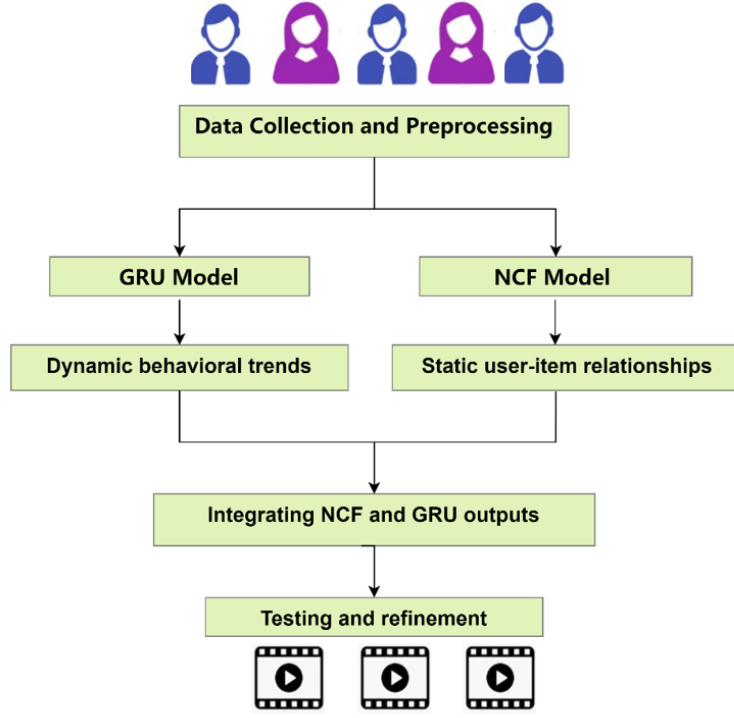 Data Collection and Preprocessing
GRU Model
NCF Model
Dynamic behavioral trends
Static user-item relationships
Integrating NCF and GRU outputs
Testing and refinement